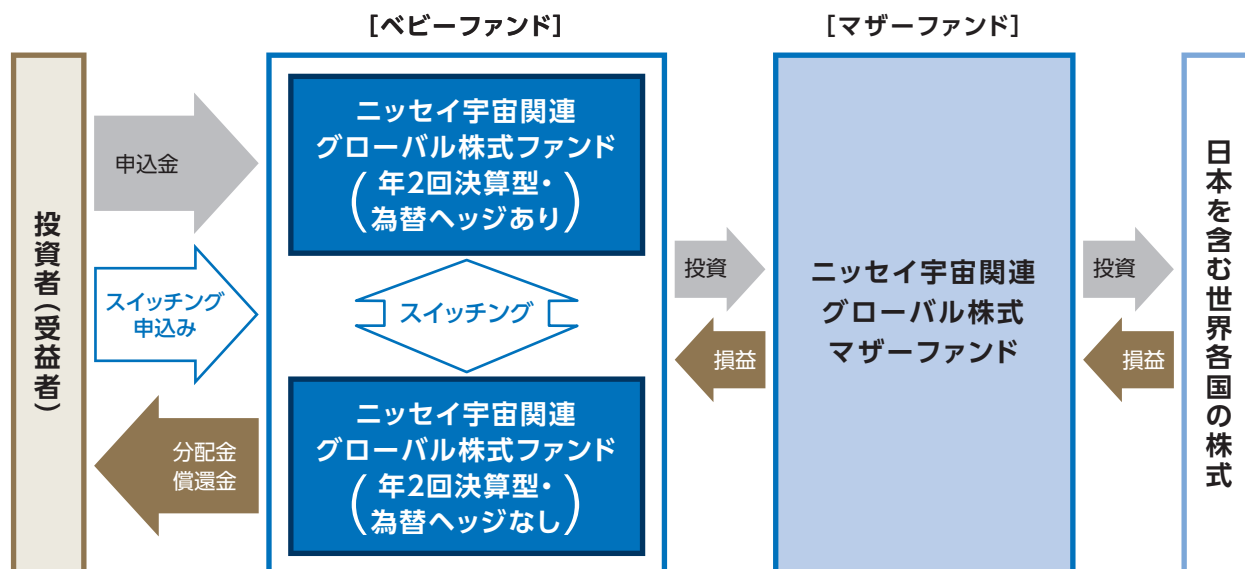 ［ベビーファンド］
［マザーファンド］
投資者（受益者）
申込金
スイッチング
申込み
分配金
償還金
ニッセイ宇宙関連
グローバル株式ファンド
（年2回決算型・
為替ヘッジあり）
スイッチング
ニッセイ宇宙関連
グローバル株式ファンド
（年2回決算型・
為替ヘッジなし）
投資
損益
ニッセイ宇宙関連
グローバル株式
マザーファンド
投資
損益
日本を含む世界各国の株式